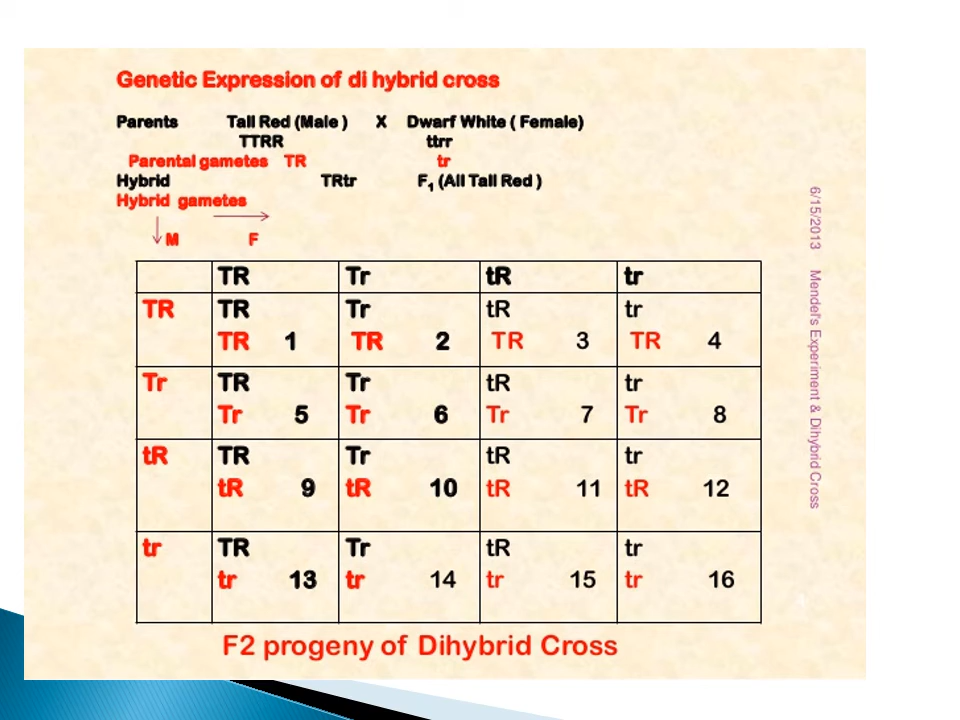 Genetic Expression of di hybrid cross
Parents Tall Red (Male ) X Dwarf White ( Female)
TTRR ttrr
Parental gametes TR tr
Hybrid TRtr F₁ (All Tall Red )
Hybrid gametes
M F
TR Tr tR tr
TR TR Tr tR tr
TR 1 TR 2 TR 3 TR 4
Tr TR Tr tR tr
Tr 5 Tr 6 Tr 7 Tr 8
tR TR Tr tR tr
tR 9 tR 10 tR 11 tR 12
tr TR Tr tR tr
tr 13 tr 14 tr 15 tr 16
F2 progeny of Dihybrid Cross
6/15/2013 Mendel's Experiment & Dihybrid Cross